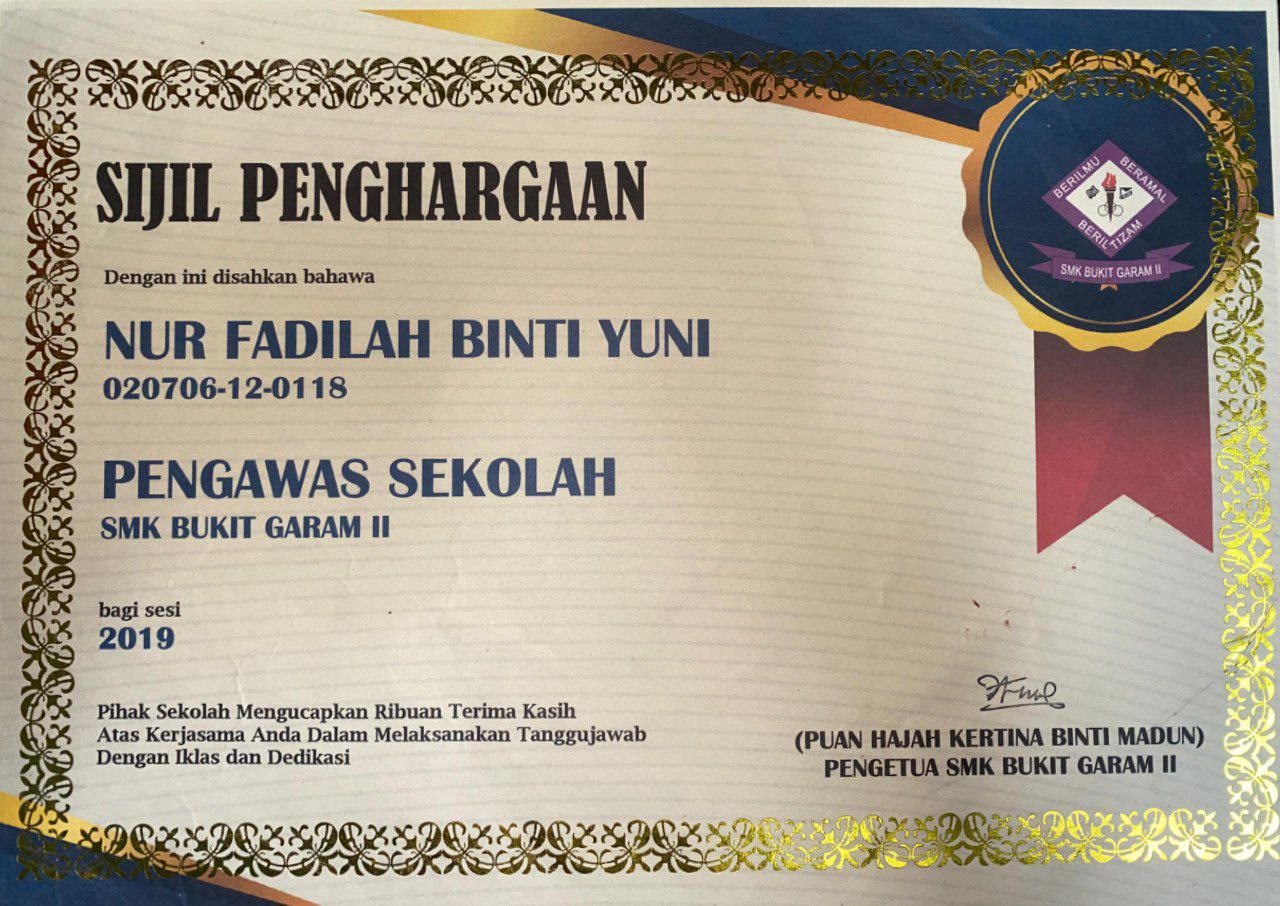 SIJIL PENGHARGAAN
Dengan ini disahkan bahawa
NUR FADILAH BINTI YUNI
020706-12-0118
PENGAWAS SEKOLAH
SMK BUKIT GARAM II
bagi sesi
2019
Pihak Sekolah Mengucapkan Ribuan Terima Kasih
Atas Kerjasama Anda Dalam Melaksanakan Tanggujawab
Dengan Iklas dan Dedikasi
BERILMU
BERAMAL
BERILTIZAM
SMK BUKIT GARAM II
(PUAN HAJAH KERTINA BINTI MADUN)
PENGETUA SMK BUKIT GARAM II